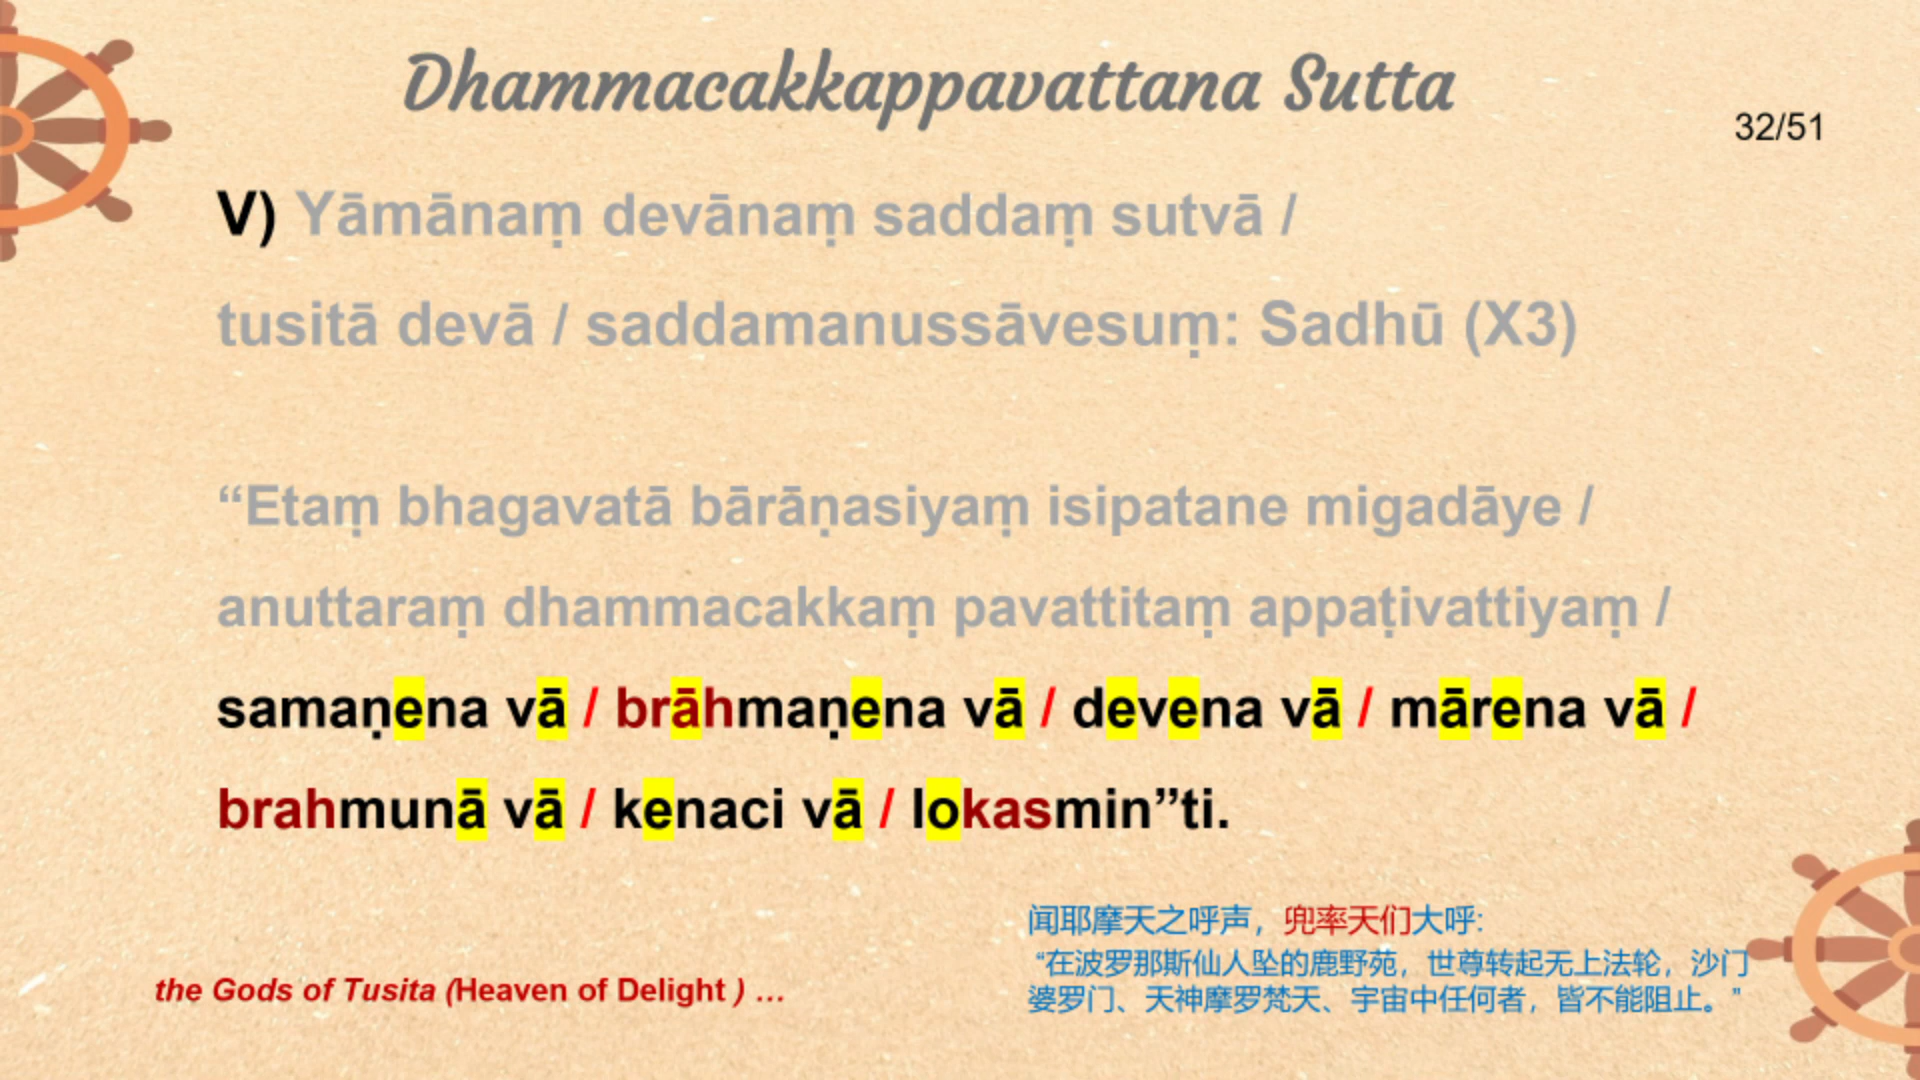 Dhammacakkappavattana Sutta
32/51
V) Yāmānaṃ devānaṃ saddaṃ sutvā /
tusitā devā / saddamanussāvesuṃ: Sadhū (X3)
“Etaṃ bhagavatā bārāṇasiyaṃ isipatane migadāye /
anuttaraṃ dhammacakkaṃ pavattitaṃ appaṭivattiyaṃ /
samaṇena vā / brāhmaṇena vā / devena vā / mārena vā /
brahmunā vā / kenaci vā / lokasmin”ti.
闻耶摩天之呼声，兜率天们大呼:
“在波罗那斯仙人坠的鹿野苑，世尊转起无上法轮，沙门
婆罗门、天神摩罗梵天、宇宙中任何者，皆不能阻止。”
the Gods of Tusita (Heaven of Delight ) ...